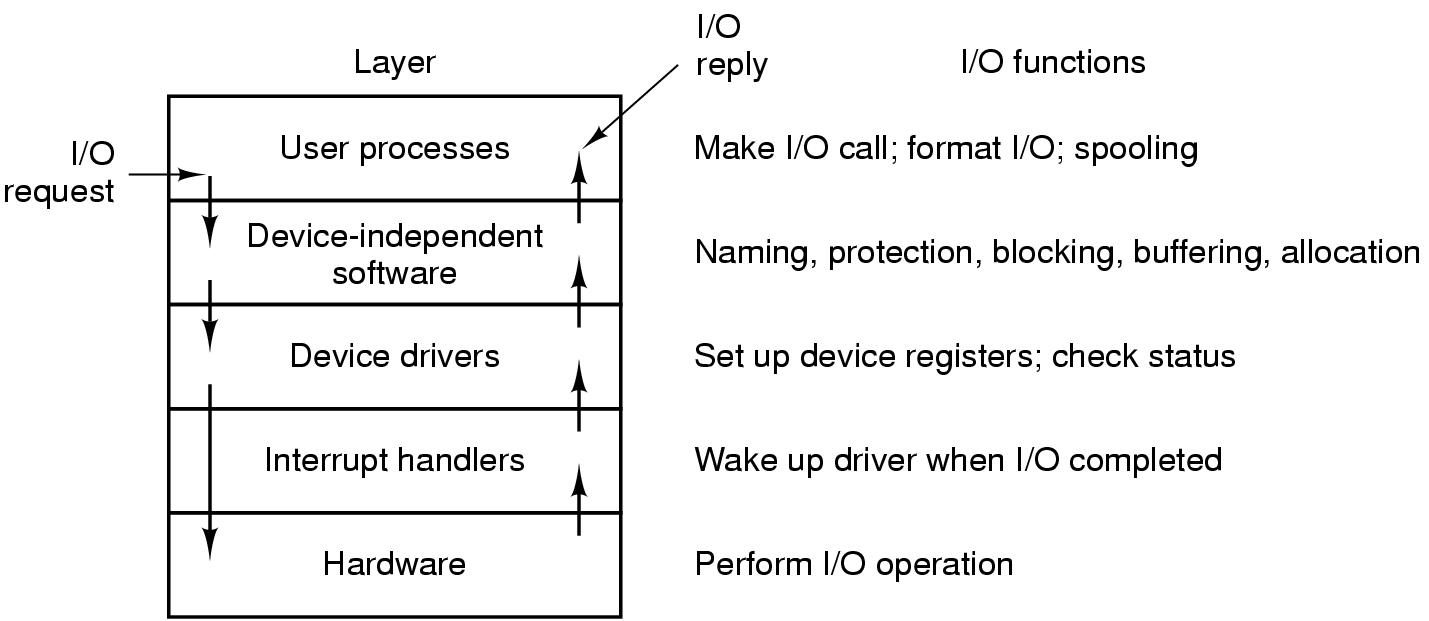 I/O
reply
Layer
I/O functions
I/O
request
User processes
Make I/O call; format I/O; spooling
Device-independent
software
Naming, protection, blocking, buffering, allocation
Device drivers
Set up device registers; check status
Interrupt handlers
Wake up driver when I/O completed
Hardware
Perform I/O operation